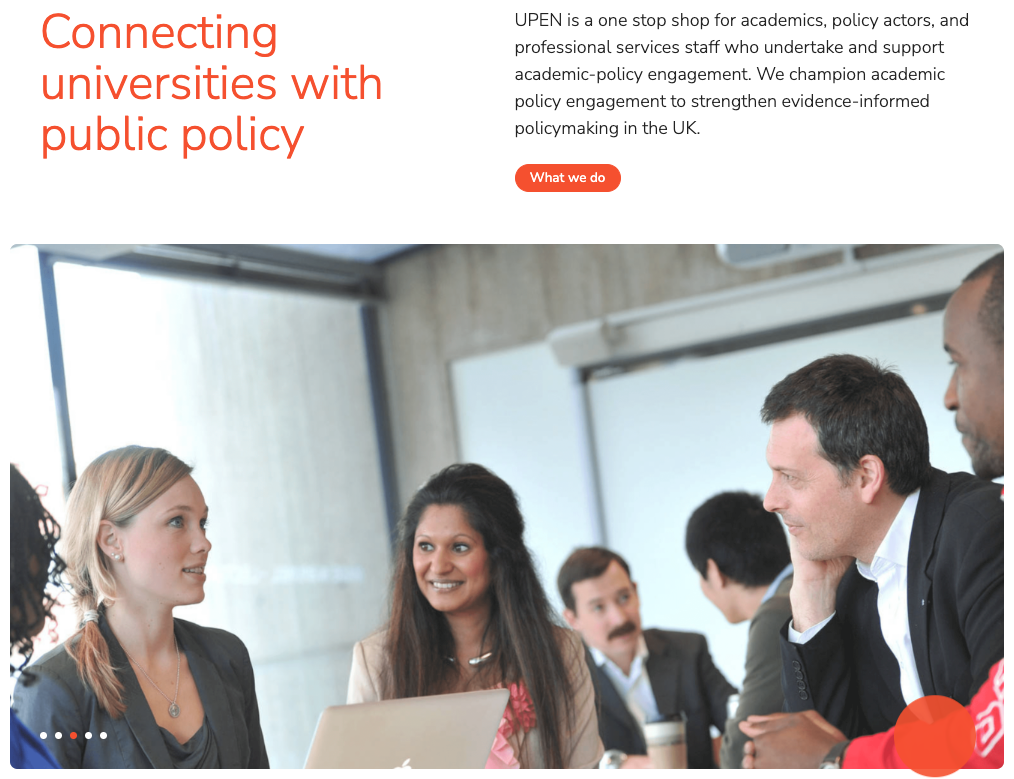 Connecting
universities with
public policy
UPEN is a one stop shop for academics, policy actors, and
professional services staff who undertake and support
academic-policy engagement. We champion academic
policy engagement to strengthen evidence-informed
policymaking in the UK.
What we do